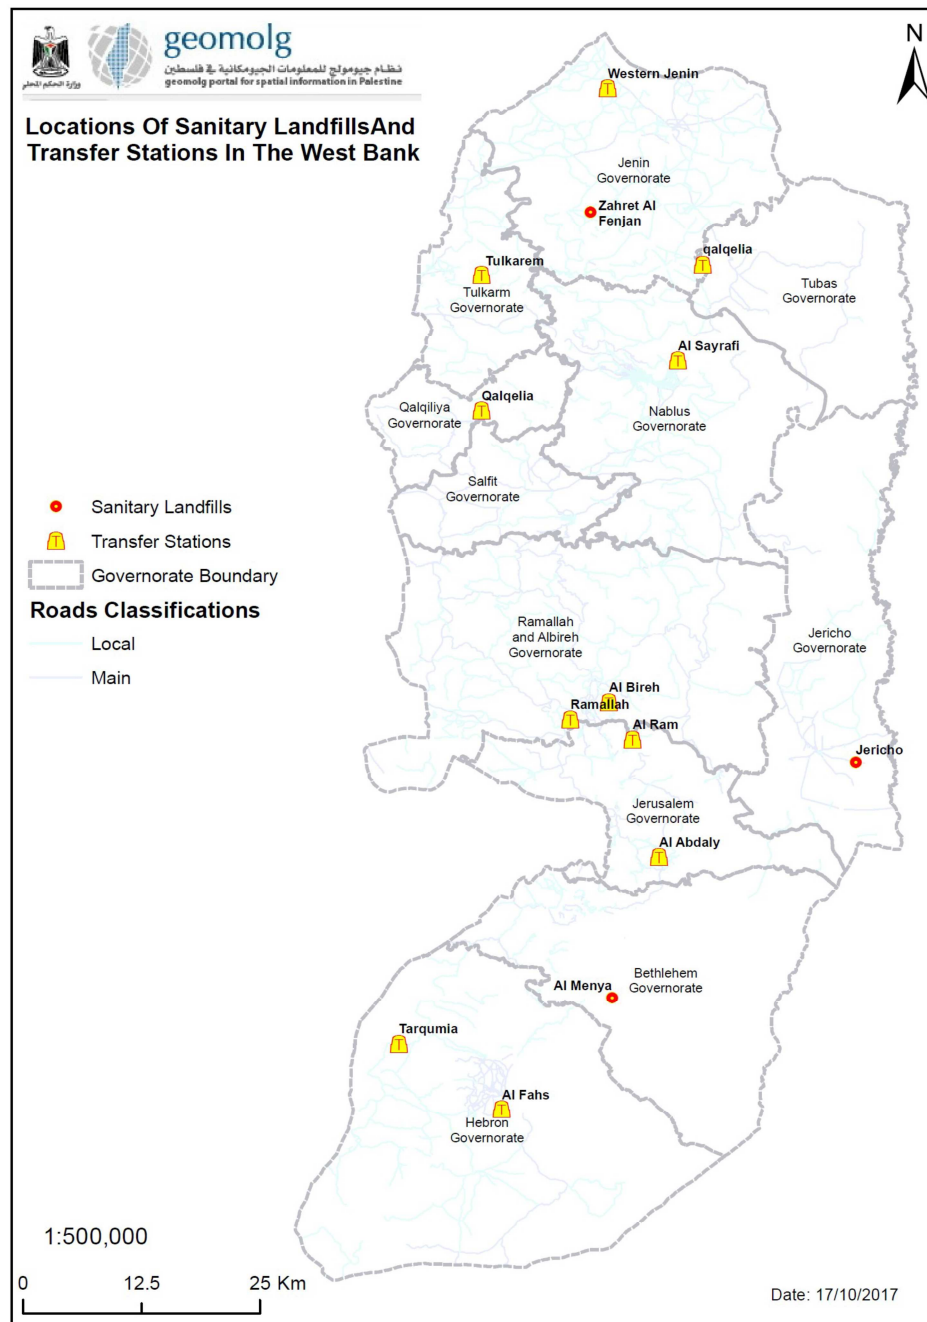 geomolg
نظام جيومولج للمعلومات الجيومكانية في فلسطين
geomolg portal for spatial information in Palestine
وزارة الحكم المحلي
Locations Of Sanitary LandfillsAnd
Transfer Stations In The West Bank
N
Western Jenin
T
Jenin
Governorate
Zahret Al
Fenjan
qalqelia
T
Tulkarem
T
Tulkarm
Governorate
Tubas
Governorate
Al Sayrafi
T
Qalqelia
T
Qalqiliya
Governorate
Nablus
Governorate
Salfit
Governorate
Sanitary Landfills
T
Transfer Stations
Governorate Boundary
Roads Classifications
Local
Main
Ramallah
and Albireh
Governorate
Jericho
Governorate
Al Bireh
T
Ramallah
T
Al Ram
T
Jericho
Jerusalem
Governorate
Al Abdaly
T
Bethlehem
Governorate
Al Menya
Tarqumia
T
Al Fahs
T
Hebron
Governorate
1:500,000
0 12.5 25 Km
Date: 17/10/2017